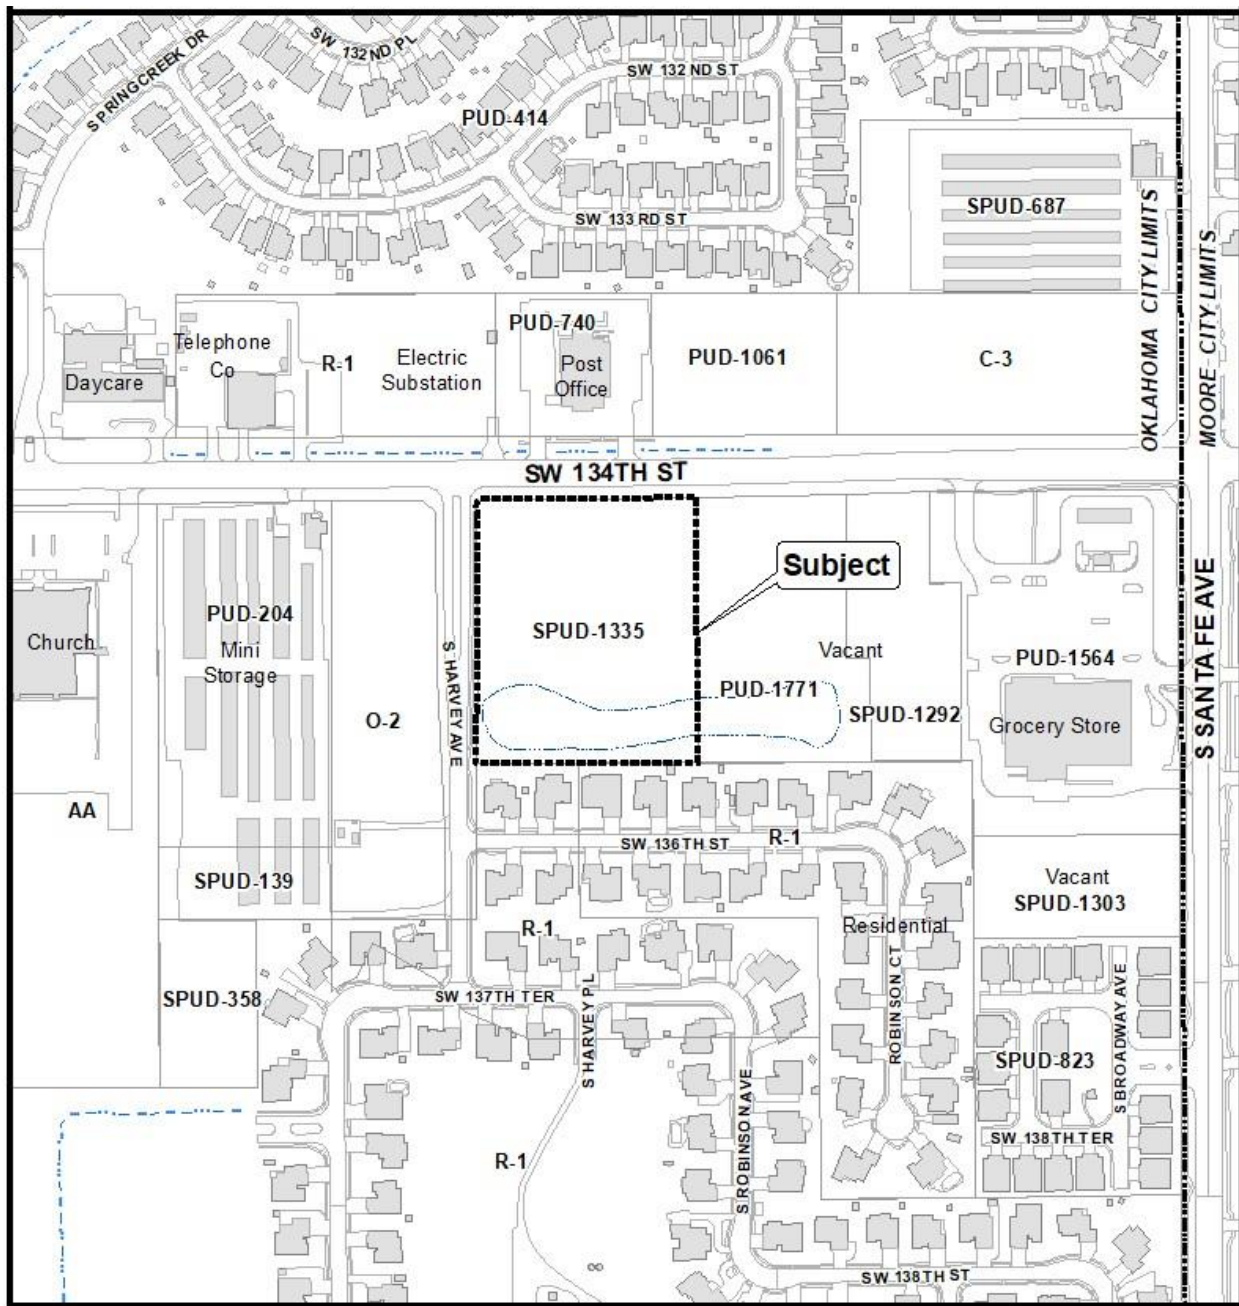 SPRINGCREEK DR
SW 132ND PL
SW 132ND ST
PUD-414
SW 133RD ST
SPUD-687
OKLAHOMA CITY LIMITS
MOORE CITY LIMITS
Daycare
Telephone
Co
R-1
Electric
Substation
PUD-740
Post
Office
PUD-1061
C-3
SW 134TH ST
Subject
Church
PUD-204
Mini
Storage
O-2
S HARVEY AVE
SPUD-1335
Vacant
PUD-1771
SPUD-1292
PUD-1564
Grocery Store
S SANTA FE AVE
AA
SW 136TH ST
R-1
SPUD-139
Vacant
SPUD-1303
R-1
Residential
SPUD-358
SW 137TH TER
S HARVEY PL
ROBINSON CT
S BROADWAY AVE
SPUD-823
SW 138TH TER
R-1
S ROBINSON AVE
SW 138TH ST